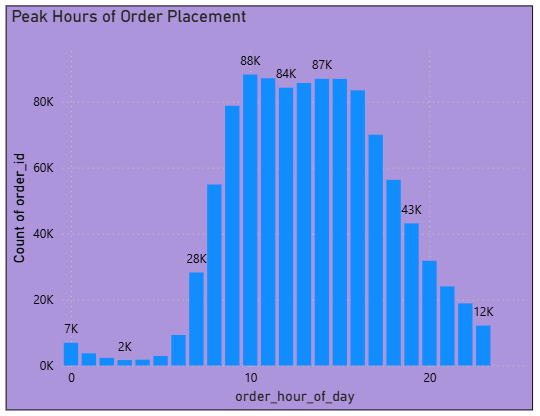 Peak Hours of Order Placement
88K
87K
84K
80K
60K
Count of order_id
43K
40K
28K
20K
12K
7K
2K
0K
0
10
20
order_hour_of_day